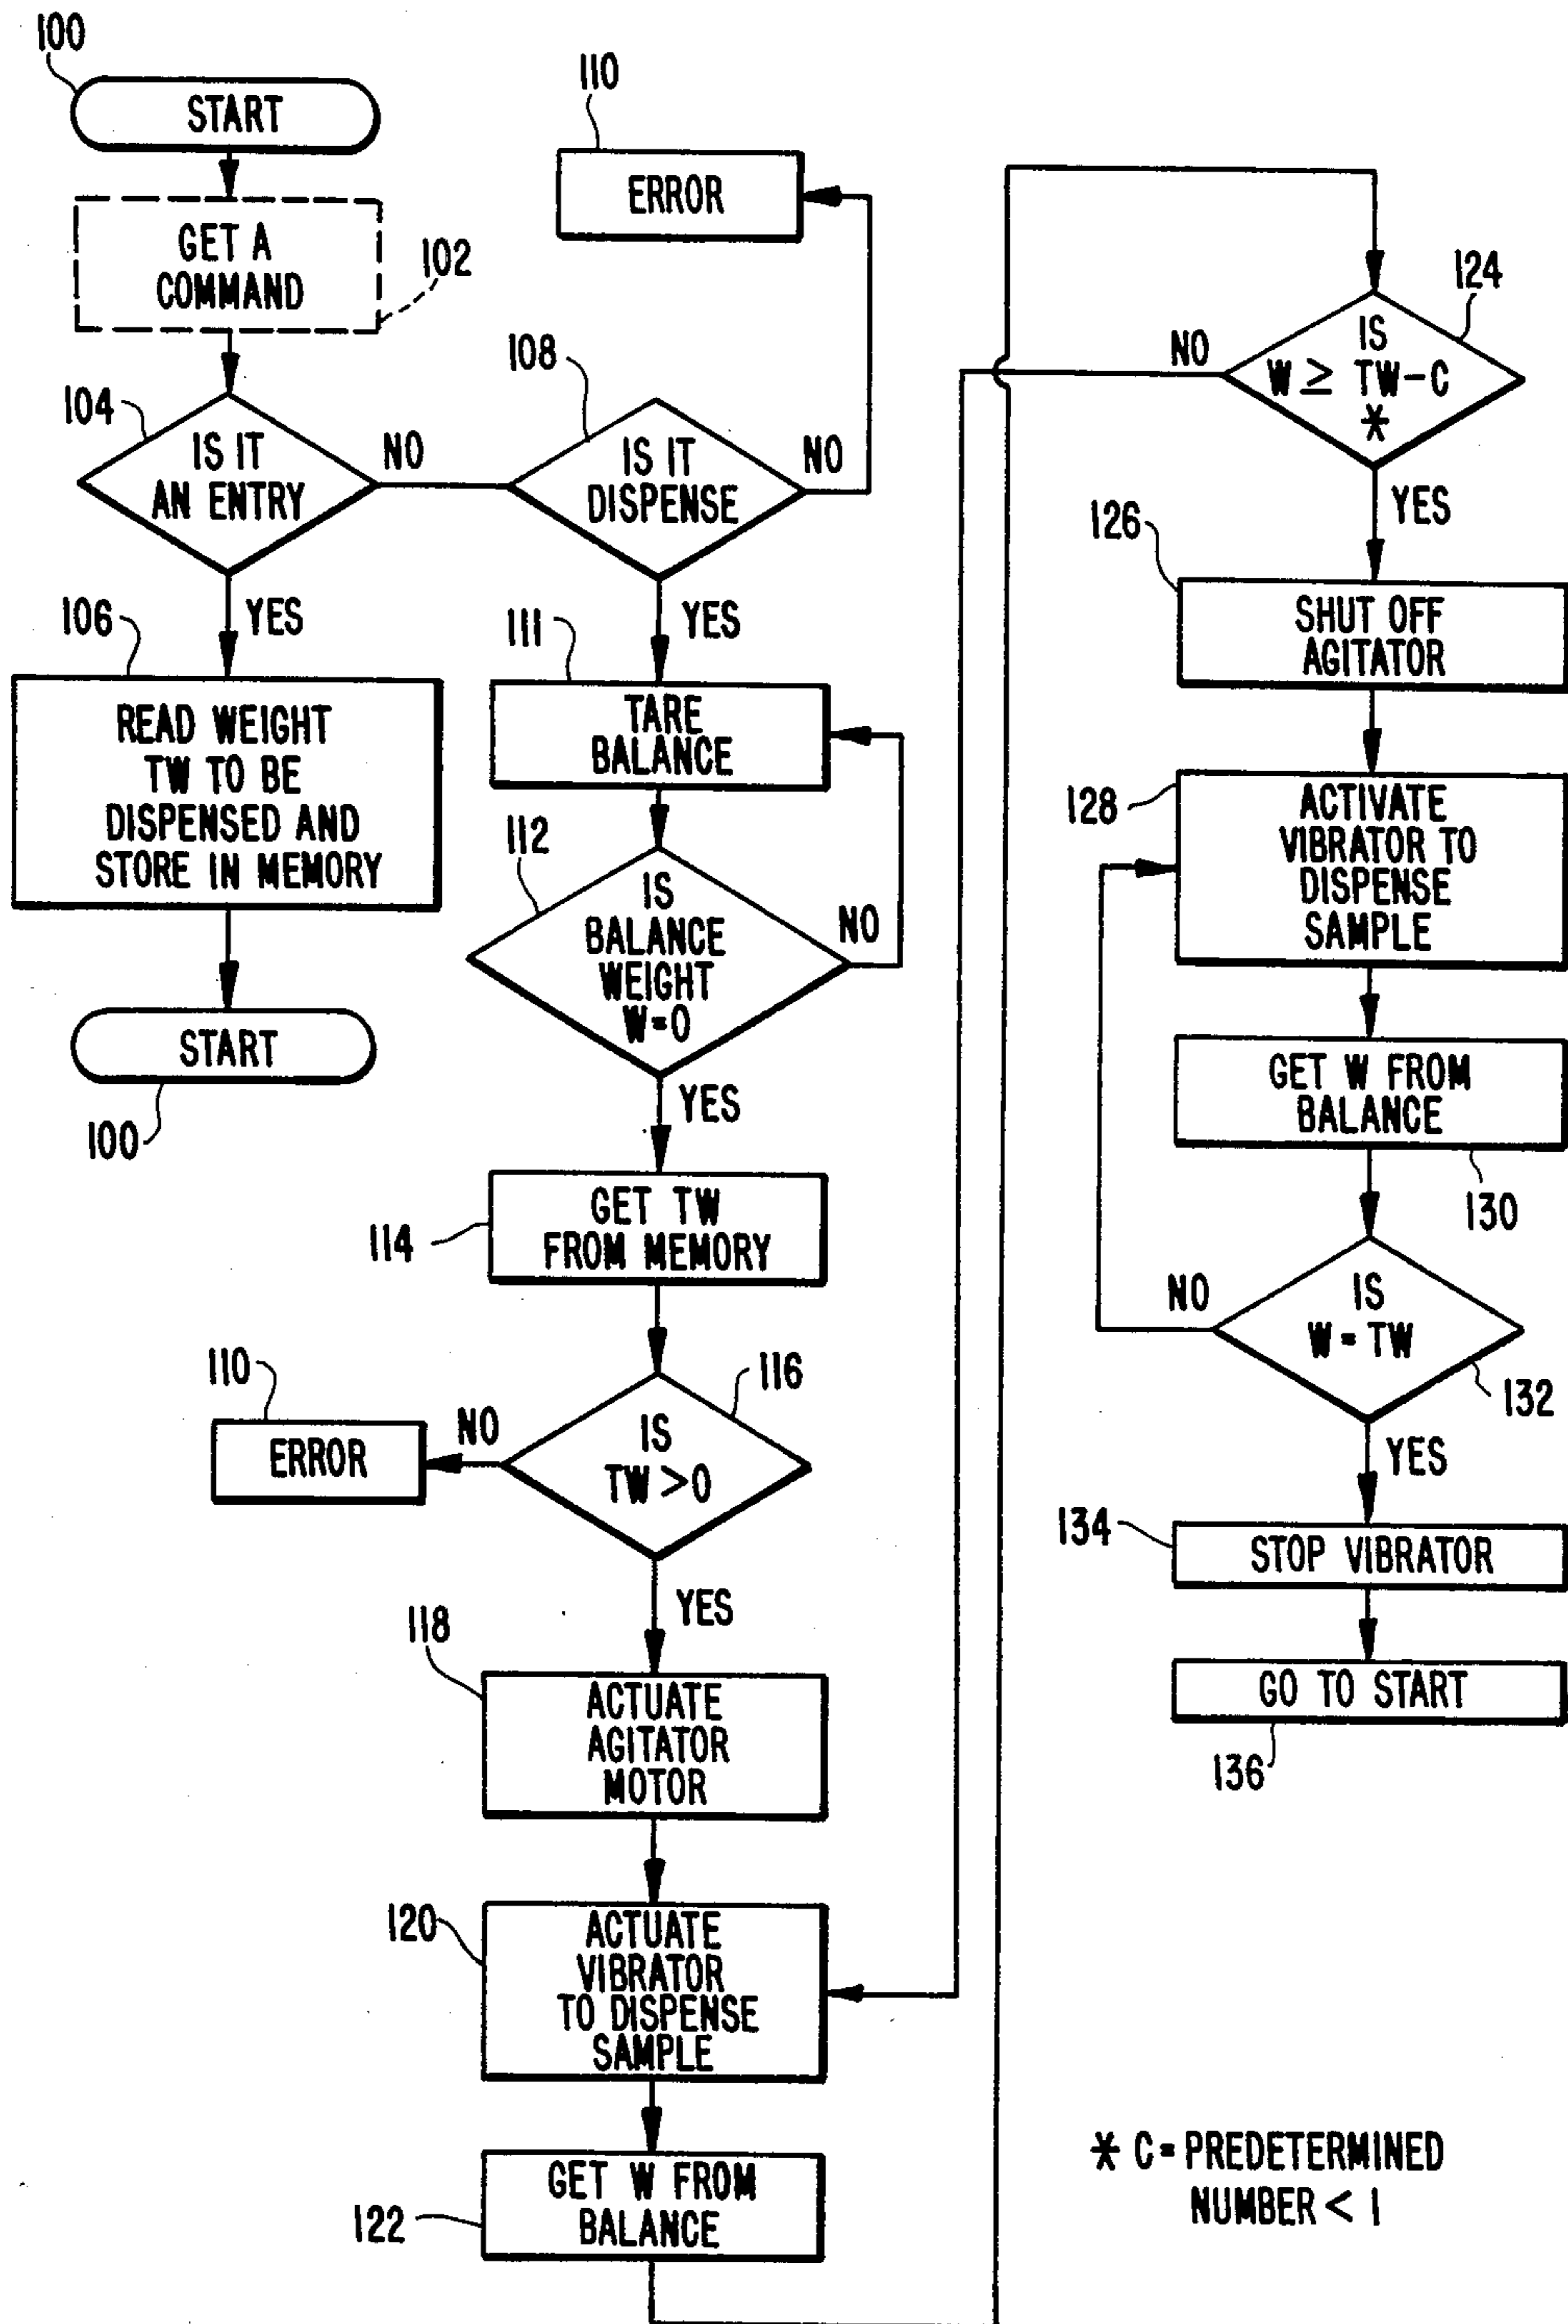 100
START
GET A
COMMAND
102
104
IS IT
AN ENTRY
NO
YES
106
READ WEIGHT
TW TO BE
DISPENSED AND
STORE IN MEMORY
START
100
110
ERROR
108
IS IT
DISPENSE
NO
YES
111
TARE
BALANCE
112
IS
BALANCE
WEIGHT
W=0
NO
YES
114
GET TW
FROM MEMORY
116
IS
TW >0
NO
110
ERROR
YES
118
ACTUATE
AGITATOR
MOTOR
120
ACTUATE
VIBRATOR
TO DISPENSE
SAMPLE
122
GET W FROM
BALANCE
124
IS
W ≥ TW-C
*
NO
YES
126
SHUT OFF
AGITATOR
128
ACTIVATE
VIBRATOR TO
DISPENSE
SAMPLE
GET W FROM
BALANCE
130
IS
W = TW
NO
132
YES
134
STOP VIBRATOR
GO TO START
136
* C = PREDETERMINED
NUMBER < 1